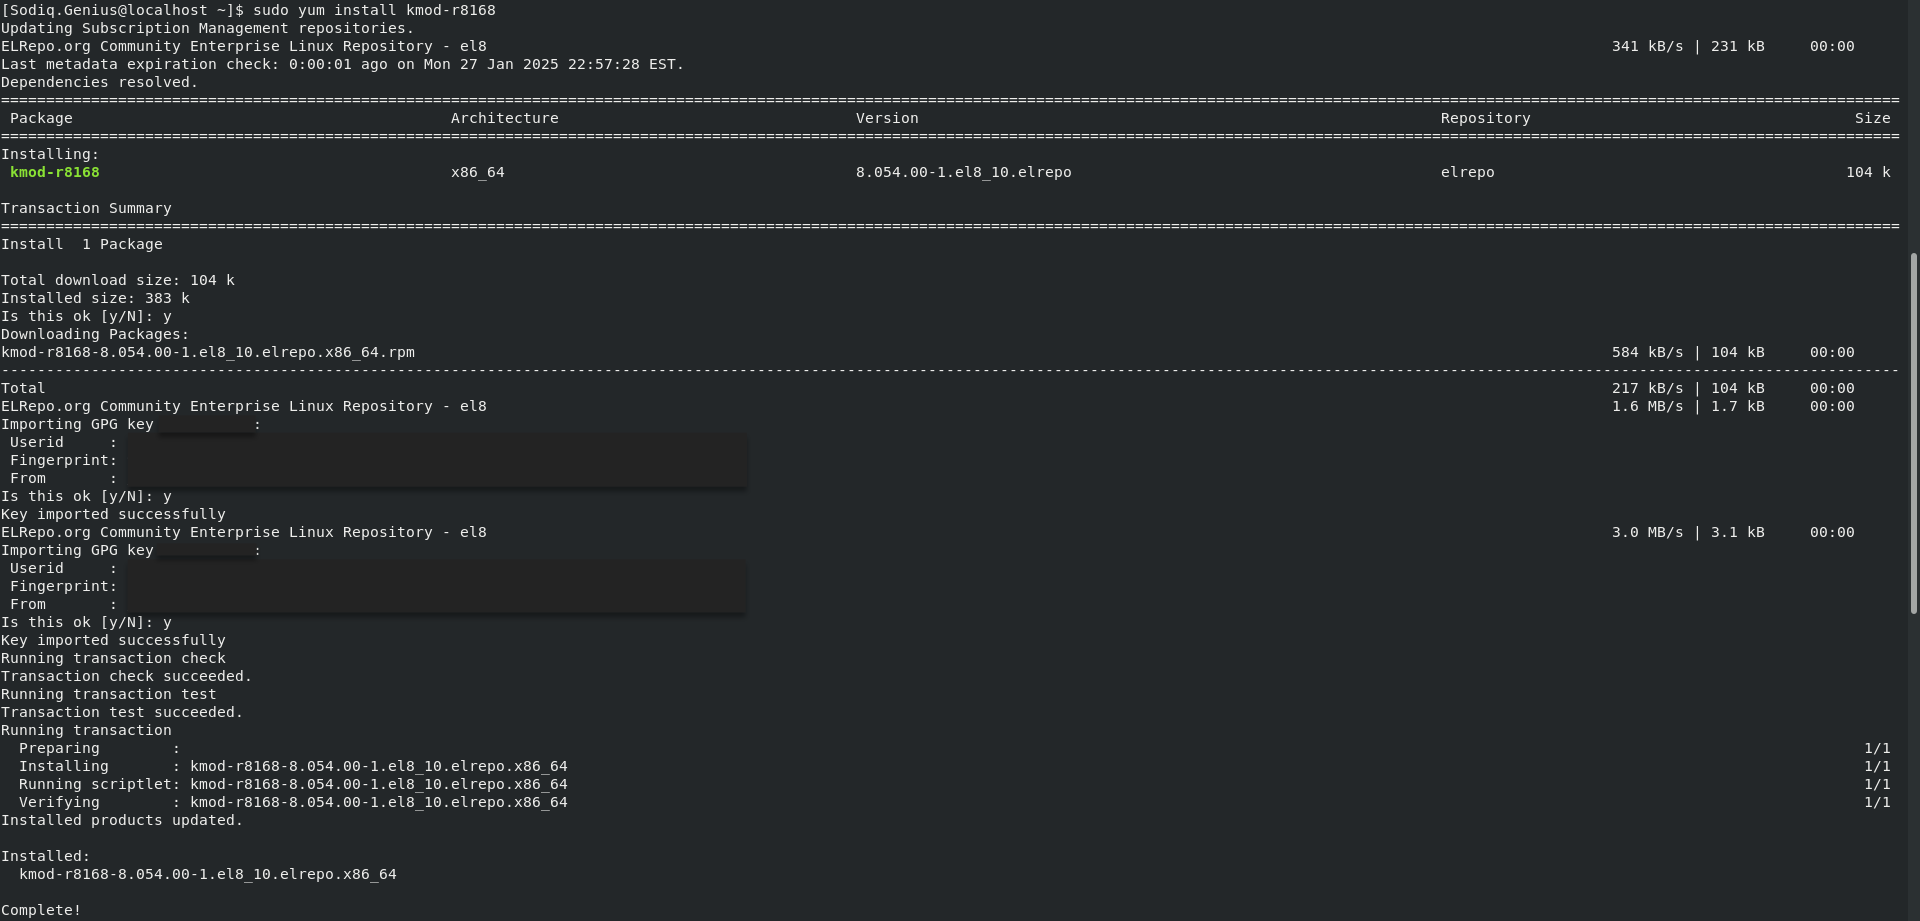 [Sodiq.Genius@localhost ~]$ sudo yum install kmod-r8168
Updating Subscription Management repositories.
ELRepo.org Community Enterprise Linux Repository - el8 341 kB/s | 231 kB 00:00
Last metadata expiration check: 0:00:01 ago on Mon 27 Jan 2025 22:57:28 EST.
Dependencies resolved.
Package Architecture Version Repository Size
Installing:
kmod-r8168 x86_64 8.054.00-1.el8_10.elrepo elrepo 104 k
Transaction Summary
Install 1 Package
Total download size: 104 k
Installed size: 383 k
Is this ok [y/N]: y
Downloading Packages:
kmod-r8168-8.054.00-1.el8_10.elrepo.x86_64.rpm 584 kB/s | 104 kB 00:00
Total 217 kB/s | 104 kB 00:00
ELRepo.org Community Enterprise Linux Repository - el8 1.6 MB/s | 1.7 kB 00:00
Importing GPG key :
Userid :
Fingerprint:
From :
Is this ok [y/N]: y
Key imported successfully
ELRepo.org Community Enterprise Linux Repository - el8 3.0 MB/s | 3.1 kB 00:00
Importing GPG key :
Userid :
Fingerprint:
From :
Is this ok [y/N]: y
Key imported successfully
Running transaction check
Transaction check succeeded.
Running transaction test
Transaction test succeeded.
Running transaction
Preparing : 1/1
Installing : kmod-r8168-8.054.00-1.el8_10.elrepo.x86_64 1/1
Running scriptlet: kmod-r8168-8.054.00-1.el8_10.elrepo.x86_64 1/1
Verifying : kmod-r8168-8.054.00-1.el8_10.elrepo.x86_64 1/1
Installed products updated.
Installed:
kmod-r8168-8.054.00-1.el8_10.elrepo.x86_64
Complete!